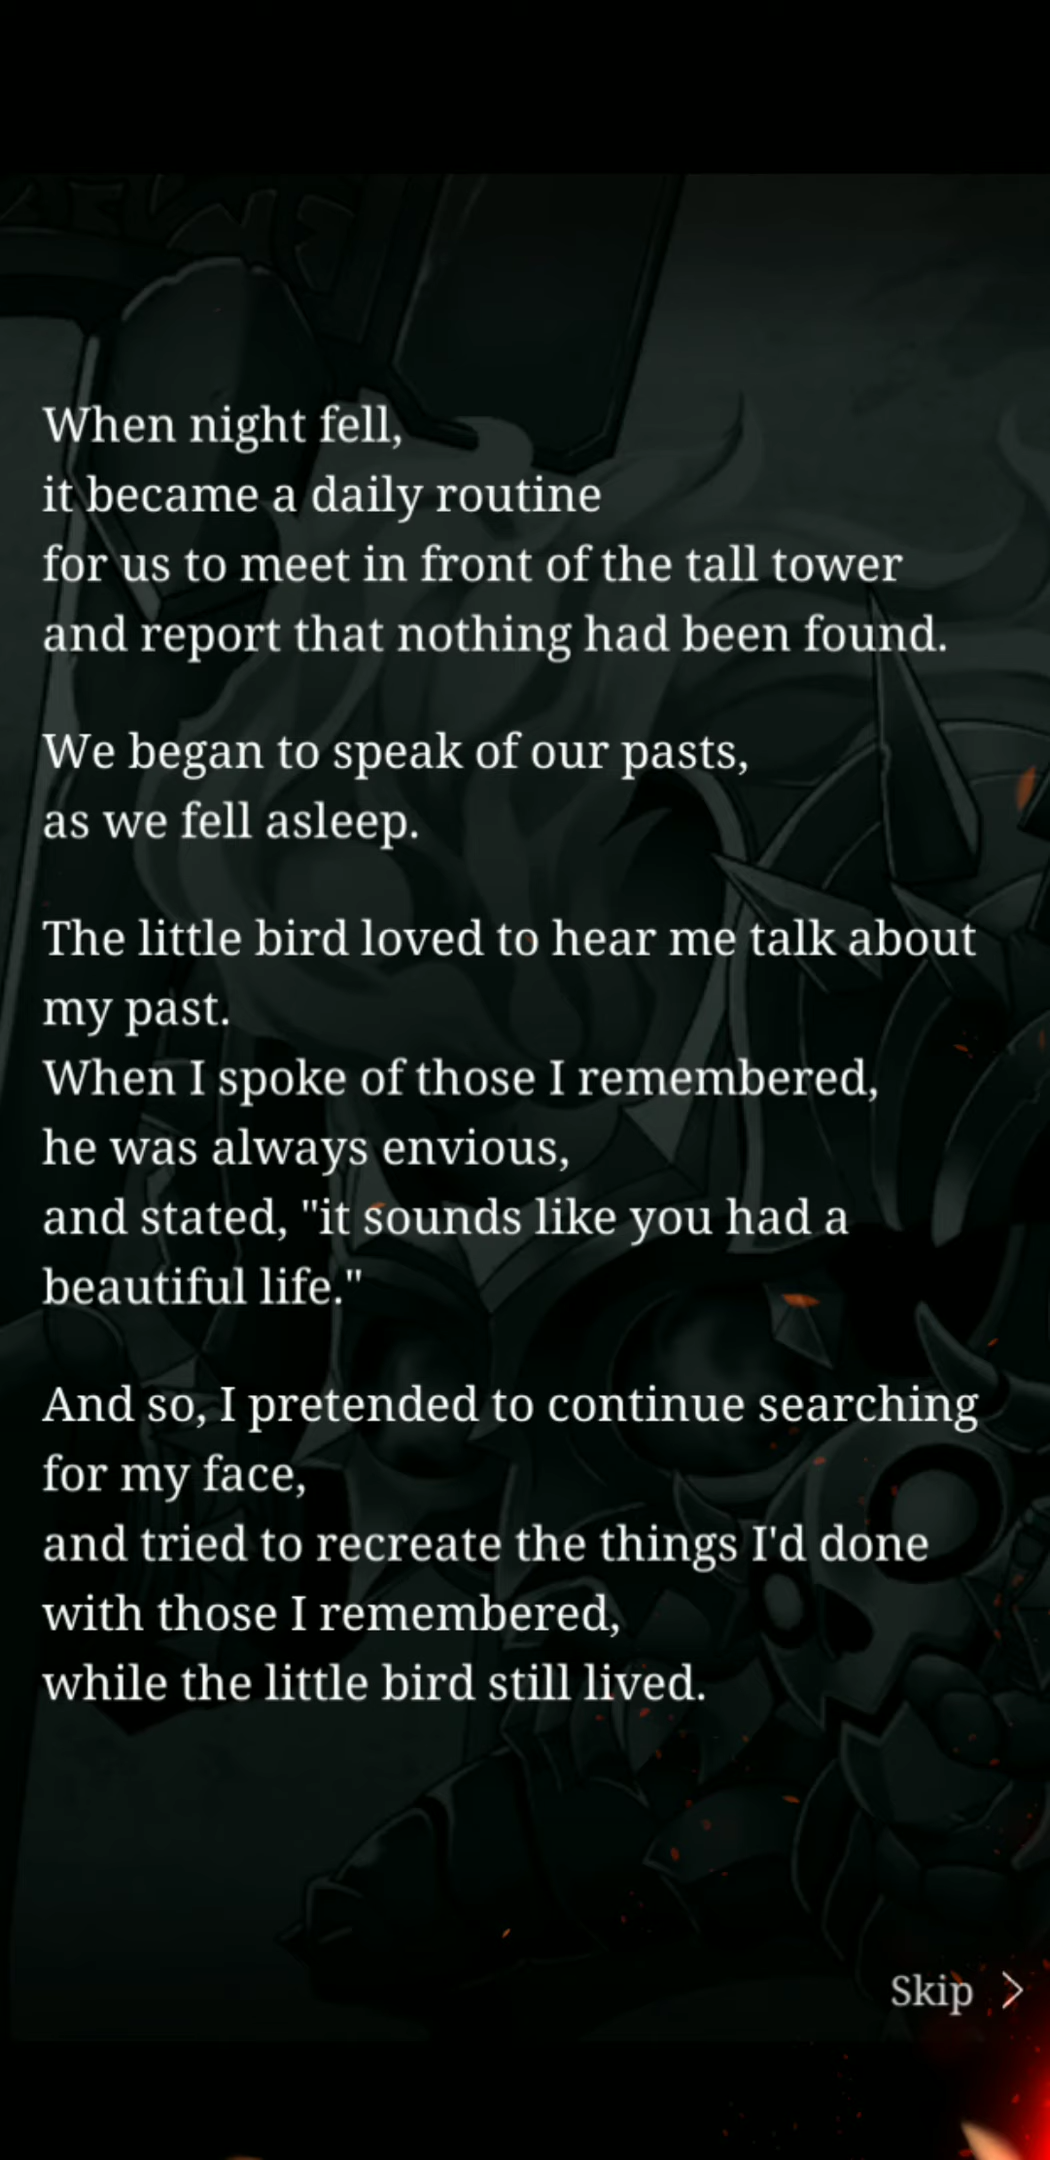 When night fell,
it became a daily routine
for us to meet in front of the tall tower
and report that nothing had been found.
We began to speak of our pasts,
as we fell asleep.
The little bird loved to hear me talk about
my past.
When I spoke of those I remembered,
he was always envious,
and stated, "it sounds like you had a
beautiful life."
And so, I pretended to continue searching
for my face,
and tried to recreate the things I'd done
with those I remembered,
while the little bird still lived.
Skip >